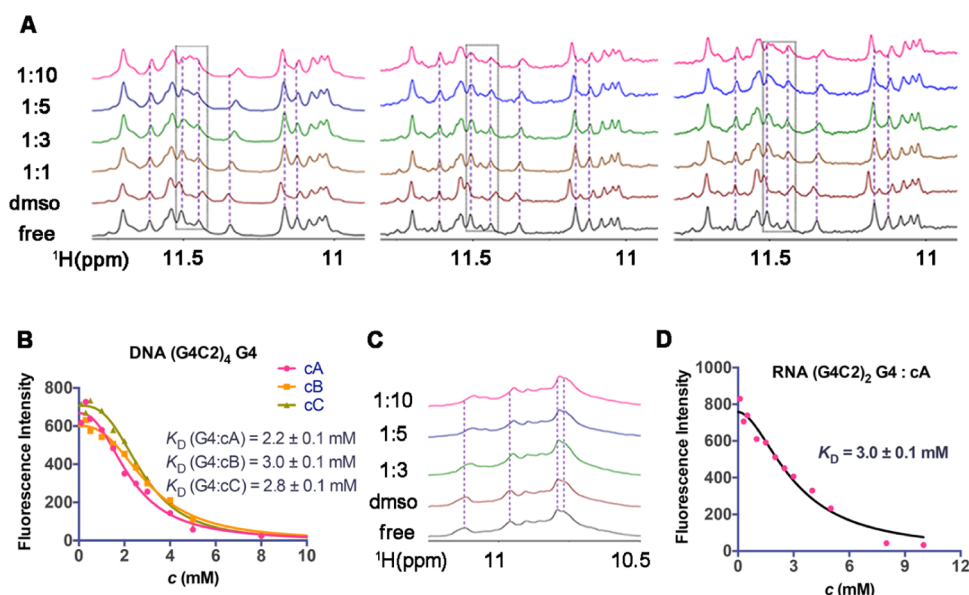 A
1:10
1:5
1:3
1:1
dmso
free
¹H(ppm) 11.5 11 11.5 11 11.5 11
B
DNA (G4C2)₄ G4
cA
cB
cC
Fluorescence Intensity
800
600
400
200
0
K_D (G4:cA) = 2.2 ± 0.1 mM
K_D (G4:cB) = 3.0 ± 0.1 mM
K_D (G4:cC) = 2.8 ± 0.1 mM
0 2 4 6 8 10
c (mM)
C
1:10
1:5
1:3
dmso
free
¹H(ppm) 11 10.5
D
RNA (G4C2)₂ G4 : cA
Fluorescence Intensity
1000
800
600
400
200
0
K_D = 3.0 ± 0.1 mM
0 3 6 9 12
c (mM)